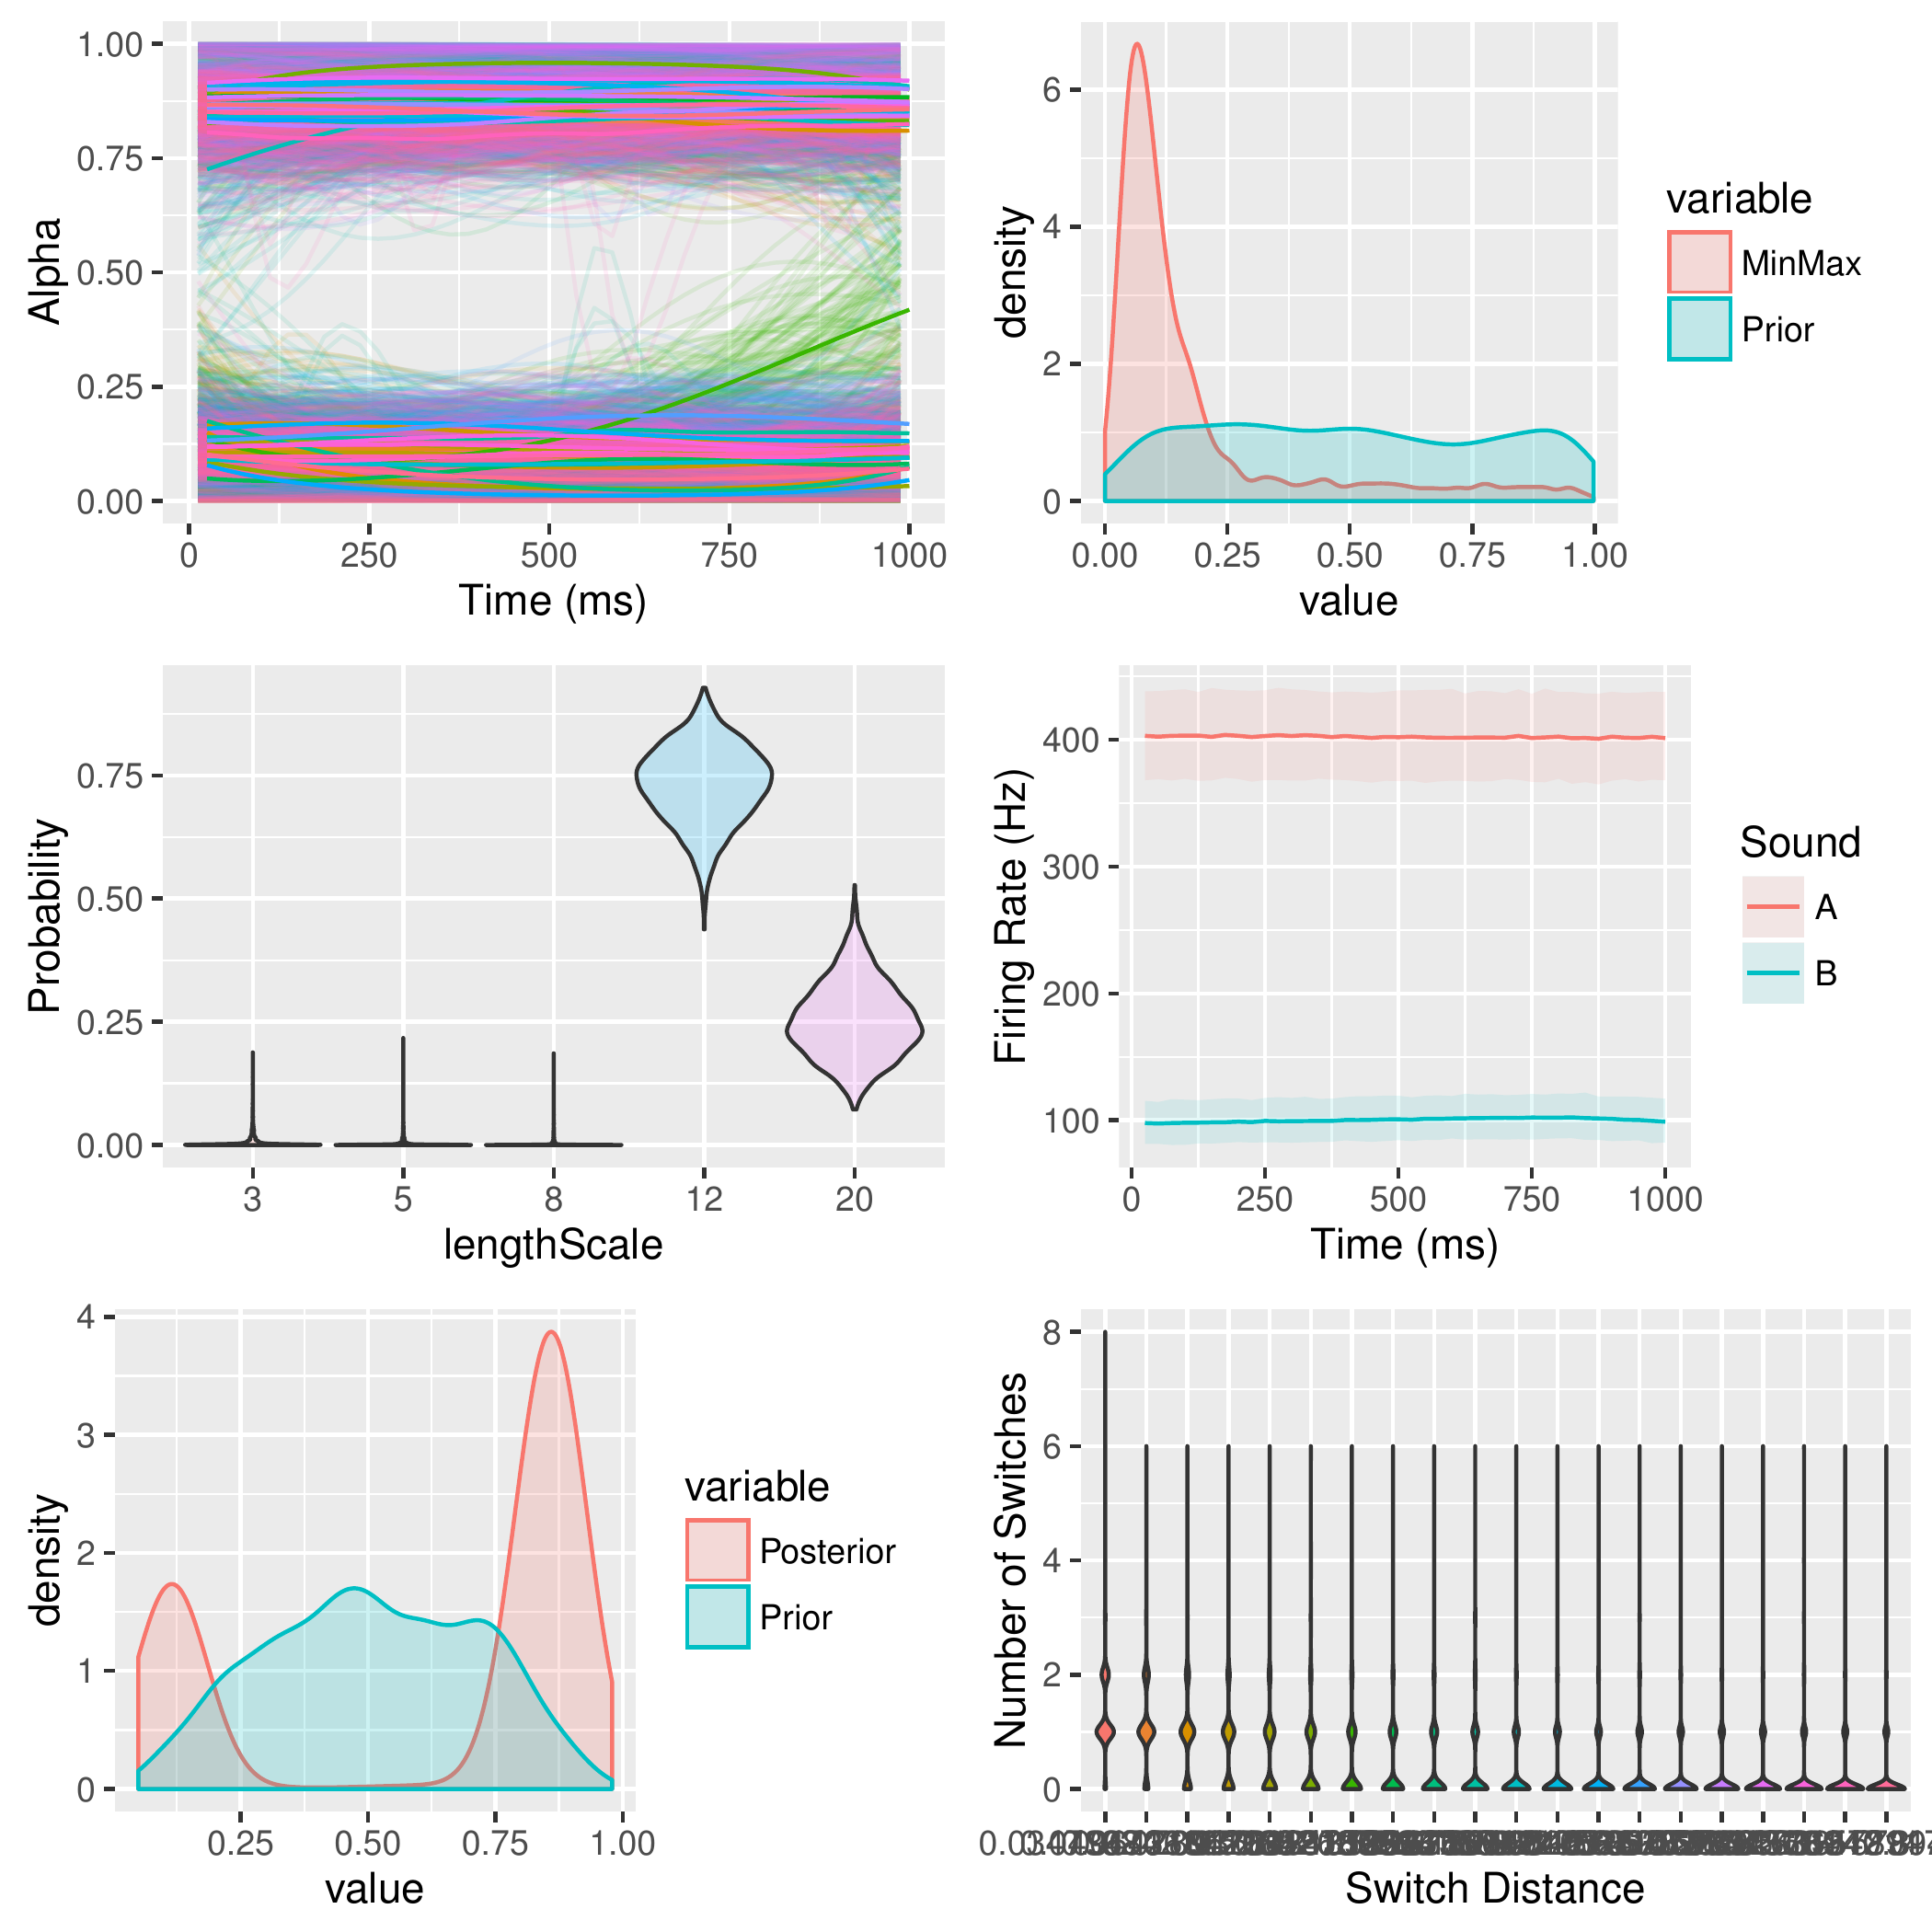 1.00
0.75
0.50
0.25
0.00
Alpha
0 250 500 750 1000
Time (ms)
6
4
2
0
density
0.00 0.25 0.50 0.75 1.00
value
variable
MinMax
Prior
0.75
0.50
0.25
0.00
Probability
3 5 8 12 20
lengthScale
400
300
200
100
Firing Rate (Hz)
0 250 500 750 1000
Time (ms)
Sound
A
B
4
3
2
1
0
density
0.25 0.50 0.75 1.00
value
variable
Posterior
Prior
8
6
4
2
0
Number of Switches
Switch Distance